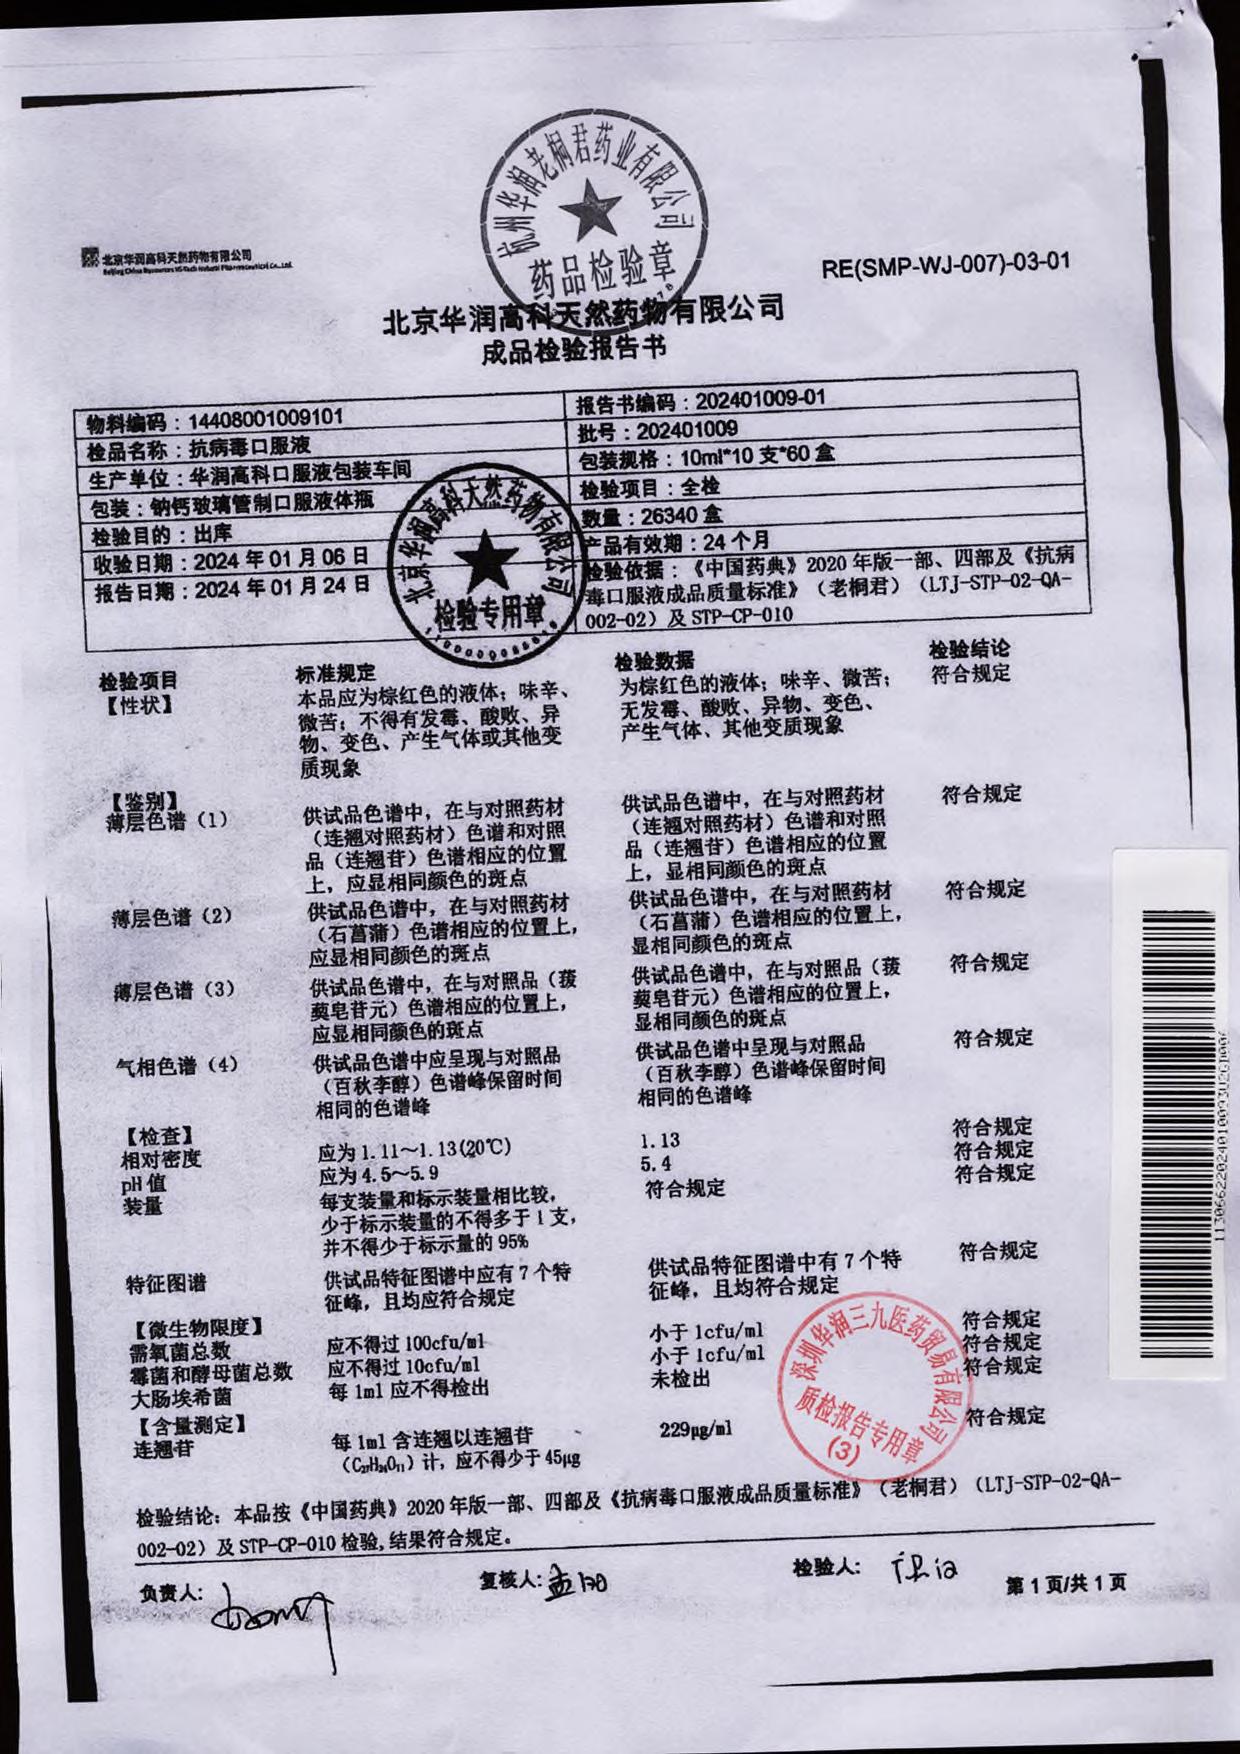 杭州华润老桐君药业有限公司
药品检验章
北京华润高科天然药物有限公司
Beijing China Resources Hi-Tech Natural Pharmaceutical Co., Ltd.
RE(SMP-WJ-007)-03-01
北京华润高科天然药物有限公司
成品检验报告书
物料编码：14408001009101
报告书编码：202401009-01
检品名称：抗病毒口服液
批号：202401009
生产单位：华润高科口服液包装车间
包装规格：10ml*10支*60盒
包装：钠钙玻璃管制口服液体瓶
检验项目：全检
检验目的：出库
数量：26340盒
收验日期：2024年01月06日
产品有效期：24个月
报告日期：2024年01月24日
检验依据：《中国药典》2020年版一部、四部及《抗病
毒口服液成品质量标准》（老桐君）（LTJ-STP-02-QA-
002-02）及STP-CP-010
北京华润高科天然药物有限公司
检验专用章
检验项目 标准规定 检验数据 检验结论
【性状】 本品应为棕红色的液体；味辛、 为棕红色的液体；味辛、微苦； 符合规定
微苦；不得有发霉、酸败、异 无发霉、酸败、异物、变色、
物、变色、产生气体或其他变 产生气体、其他变质现象
质现象
【鉴别】
薄层色谱（1） 供试品色谱中，在与对照药材 供试品色谱中，在与对照药材 符合规定
（连翘对照药材）色谱和对照 （连翘对照药材）色谱和对照
品（连翘苷）色谱相应的位置 品（连翘苷）色谱相应的位置
上，应显相同颜色的斑点 上，显相同颜色的斑点
薄层色谱（2） 供试品色谱中，在与对照药材 供试品色谱中，在与对照药材 符合规定
（石菖蒲）色谱相应的位置上， （石菖蒲）色谱相应的位置上，
应显相同颜色的斑点 显相同颜色的斑点
薄层色谱（3） 供试品色谱中，在与对照品（菝 供试品色谱中，在与对照品（菝 符合规定
葜皂苷元）色谱相应的位置上， 葜皂苷元）色谱相应的位置上，
应显相同颜色的斑点 显相同颜色的斑点
气相色谱（4） 供试品色谱中应呈现与对照品 供试品色谱中呈现与对照品 符合规定
（百秋李醇）色谱峰保留时间 （百秋李醇）色谱峰保留时间
相同的色谱峰 相同的色谱峰
【检查】 符合规定
相对密度 应为1.11～1.13(20℃) 1.13 符合规定
pH值 应为4.5～5.9 5.4 符合规定
装量 每支装量和标示装量相比较， 符合规定
少于标示装量的不得多于1支，
并不得少于标示量的95%
特征图谱 供试品特征图谱中应有7个特 供试品特征图谱中有7个特 符合规定
征峰，且均应符合规定 征峰，且均符合规定
【微生物限度】 符合规定
需氧菌总数 应不得过100cfu/ml 小于1cfu/ml 符合规定
霉菌和酵母菌总数 应不得过10cfu/ml 小于1cfu/ml 符合规定
大肠埃希菌 每1ml应不得检出 未检出
【含量测定】
连翘苷 每1ml含连翘以连翘苷 229μg/ml 符合规定
（C₂₇H₃₄O₁₁）计，应不得少于45μg
深圳华润三九医药贸易有限公司
质检报告专用章
(3)
检验结论：本品按《中国药典》2020年版一部、四部及《抗病毒口服液成品质量标准》（老桐君）（LTJ-STP-02-QA-
002-02）及STP-CP-010检验,结果符合规定。
负责人： 复核人： 检验人：
第1页/共1页